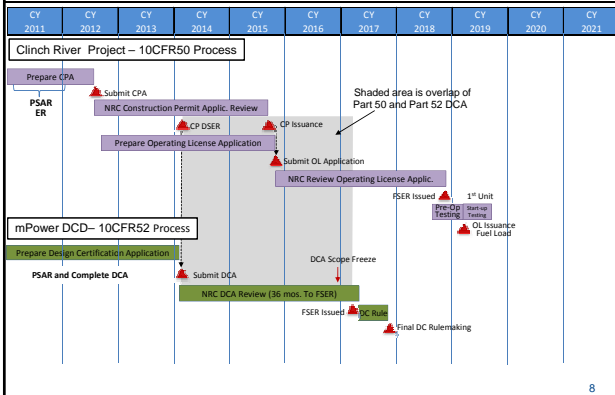 CY 2011 CY 2012 CY 2013 CY 2014 CY 2015 CY 2016 CY 2017 CY 2018 CY 2019 CY 2020 CY 2021
Clinch River Project – 10CFR50 Process
Prepare CPA
PSAR
ER
Submit CPA
Shaded area is overlap of
Part 50 and Part 52 DCA
NRC Construction Permit Applic. Review
CP DSER
CP Issuance
Prepare Operating License Application
Submit OL Application
NRC Review Operating License Applic.
FSER Issued
1st Unit
Pre-Op
Testing
Start-up
Testing
OL Issuance
Fuel Load
mPower DCD– 10CFR52 Process
Prepare Design Certification Application
DCA Scope Freeze
PSAR and Complete DCA
Submit DCA
NRC DCA Review (36 mos. To FSER)
FSER Issued
DC Rule
Final DC Rulemaking
8